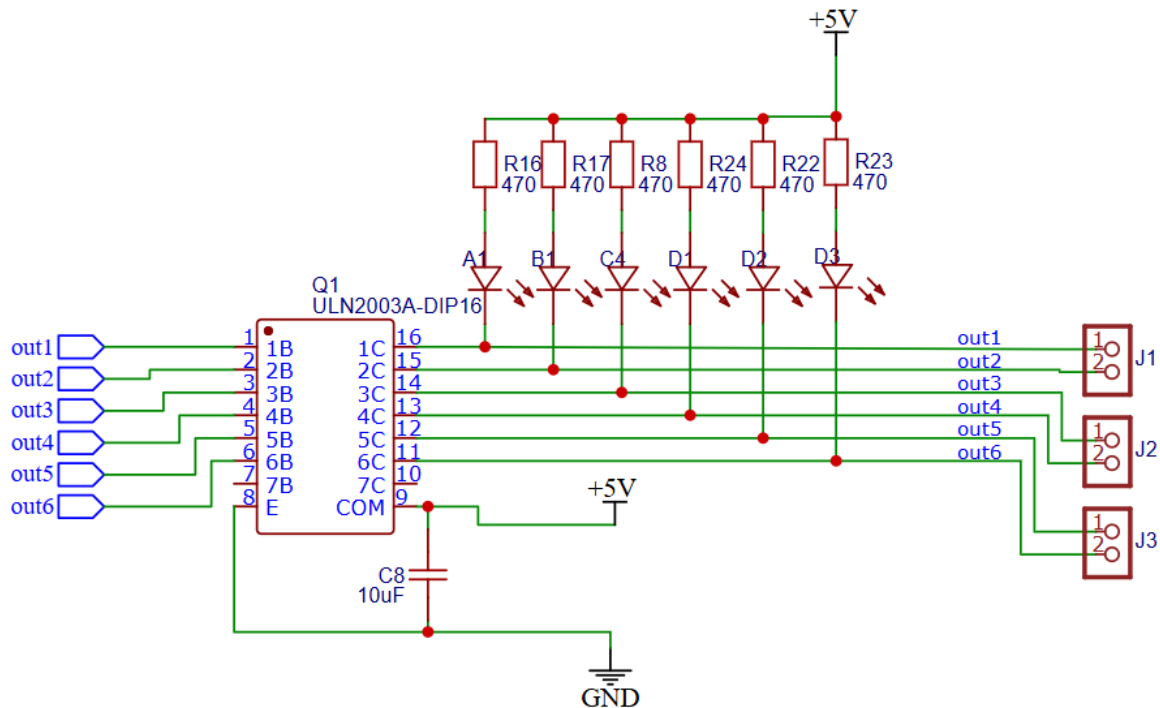 +5V
R16
470
R17
470
R8
470
R24
470
R22
470
R23
470
A1
B1
C4
D1
D2
D3
Q1
ULN2003A-DIP16
out1
out2
out3
out4
out5
out6
1
2
3
4
5
6
7
8
1B
2B
3B
4B
5B
6B
7B
E
1C
2C
3C
4C
5C
6C
7C
COM
16
15
14
13
12
11
10
9
out1
out2
out3
out4
out5
out6
1
2
J1
1
2
J2
1
2
J3
+5V
C8
10uF
GND